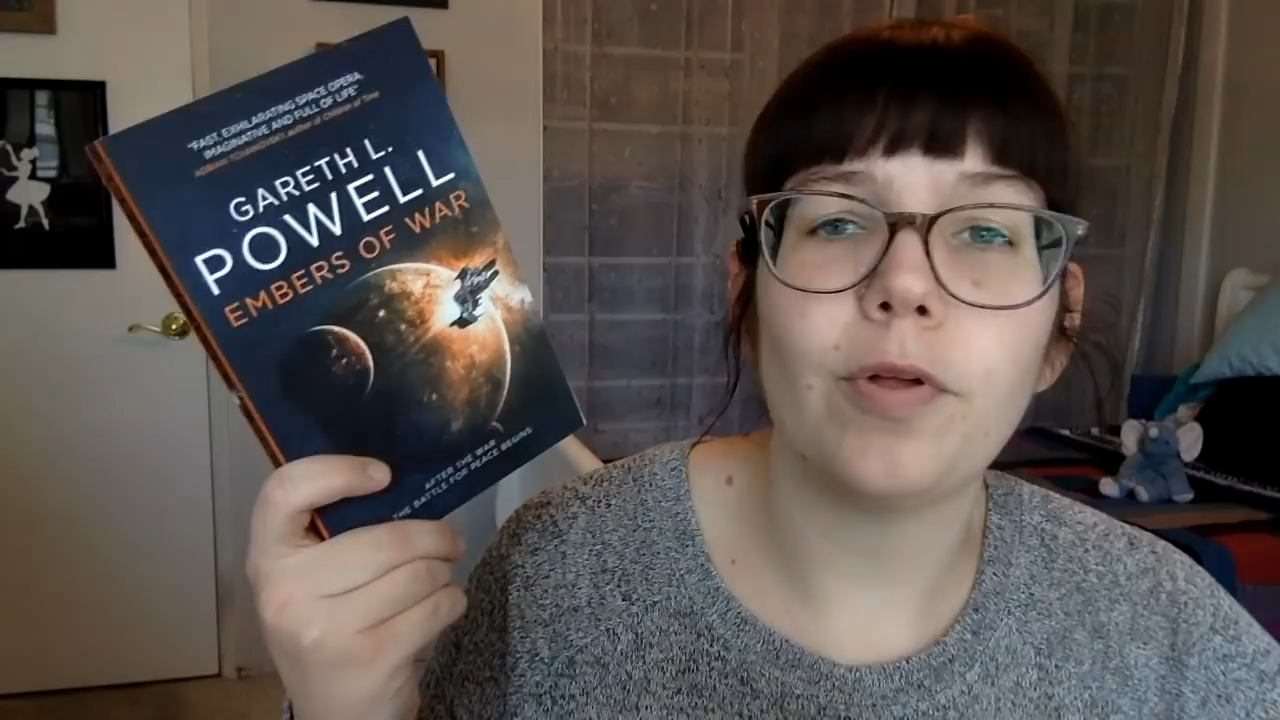 "FAST, EXHILARATING SPACE OPERA,
IMAGINATIVE AND FULL OF LIFE"
ADRIAN TCHAIKOVSKY, author of Children of Time
GARETH L.
POWELL
EMBERS OF WAR
AFTER THE WAR
THE BATTLE FOR PEACE BEGINS